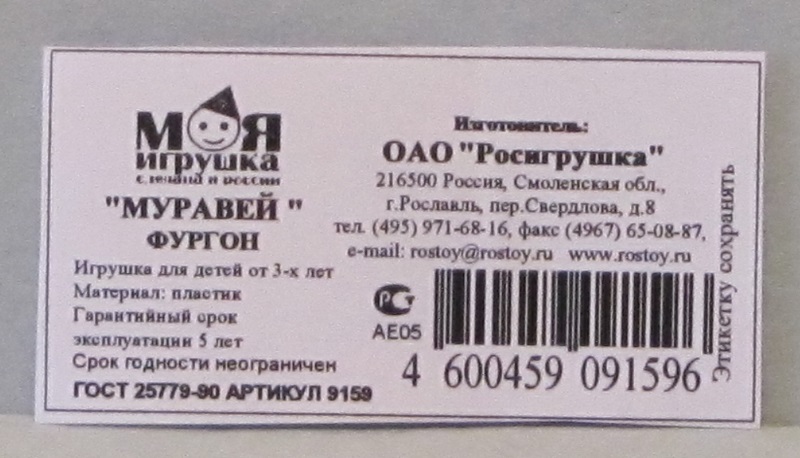 МОЯ
игрушка
сделана в россии
"МУРАВЕЙ "
ФУРГОН
Игрушка для детей от 3-х лет
Материал: пластик
Гарантийный срок
эксплуатации 5 лет
Срок годности неограничен
ГОСТ 25779-90 АРТИКУЛ 9159
Изготовитель:
ОАО "Росигрушка"
216500 Россия, Смоленская обл.,
г.Рославль, пер.Свердлова, д.8
тел. (495) 971-68-16, факс (4967) 65-08-87,
e-mail: rostoy@rostoy.ru www.rostoy.ru
РСТ
АЕ05
4 600459 091596
Этикетку сохранять